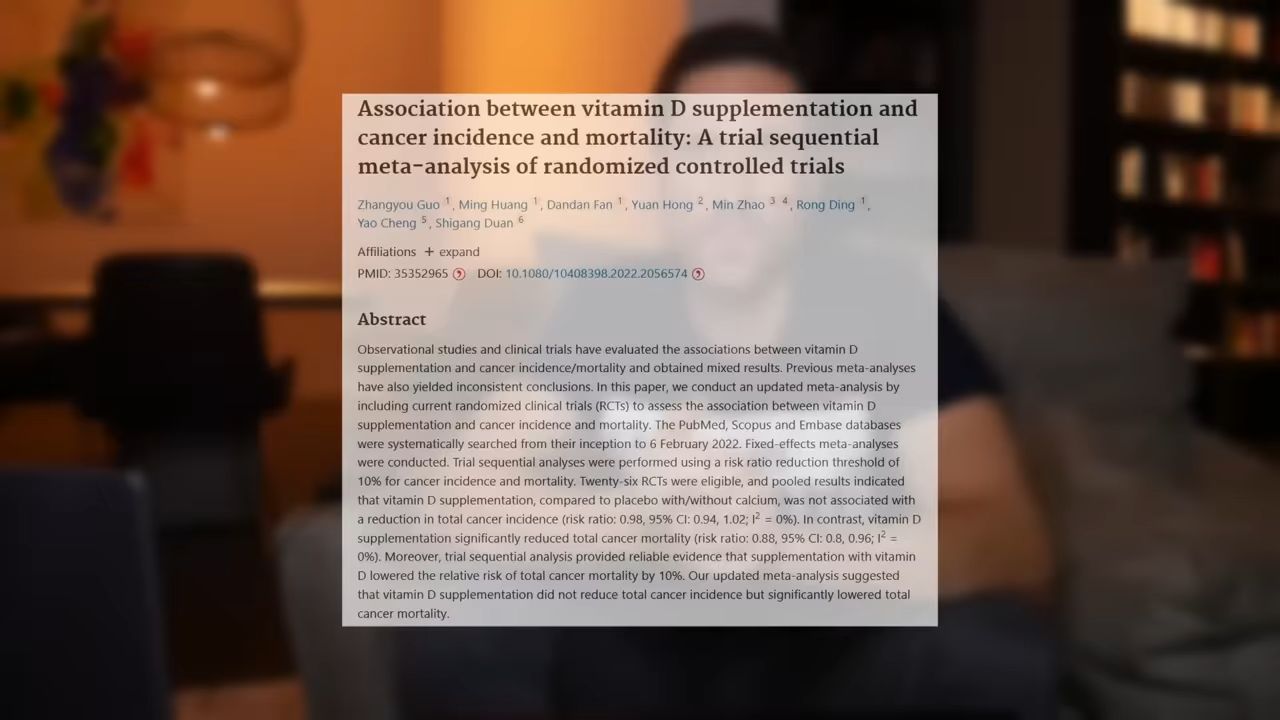 Association between vitamin D supplementation and
cancer incidence and mortality: A trial sequential
meta-analysis of randomized controlled trials
Zhangyou Guo 1, Ming Huang 1, Dandan Fan 1, Yuan Hong 2, Min Zhao 3 4, Rong Ding 1,
Yao Cheng 5, Shigang Duan 6
Affiliations + expand
PMID: 35352965 DOI: 10.1080/10408398.2022.2056574
Abstract
Observational studies and clinical trials have evaluated the associations between vitamin D
supplementation and cancer incidence/mortality and obtained mixed results. Previous meta-analyses
have also yielded inconsistent conclusions. In this paper, we conduct an updated meta-analysis by
including current randomized clinical trials (RCTs) to assess the association between vitamin D
supplementation and cancer incidence and mortality. The PubMed, Scopus and Embase databases
were systematically searched from their inception to 6 February 2022. Fixed-effects meta-analyses
were conducted. Trial sequential analyses were performed using a risk ratio reduction threshold of
10% for cancer incidence and mortality. Twenty-six RCTs were eligible, and pooled results indicated
that vitamin D supplementation, compared to placebo with/without calcium, was not associated with
a reduction in total cancer incidence (risk ratio: 0.98, 95% CI: 0.94, 1.02; I2 = 0%). In contrast, vitamin D
supplementation significantly reduced total cancer mortality (risk ratio: 0.88, 95% CI: 0.8, 0.96; I2 =
0%). Moreover, trial sequential analysis provided reliable evidence that supplementation with vitamin
D lowered the relative risk of total cancer mortality by 10%. Our updated meta-analysis suggested
that vitamin D supplementation did not reduce total cancer incidence but significantly lowered total
cancer mortality.